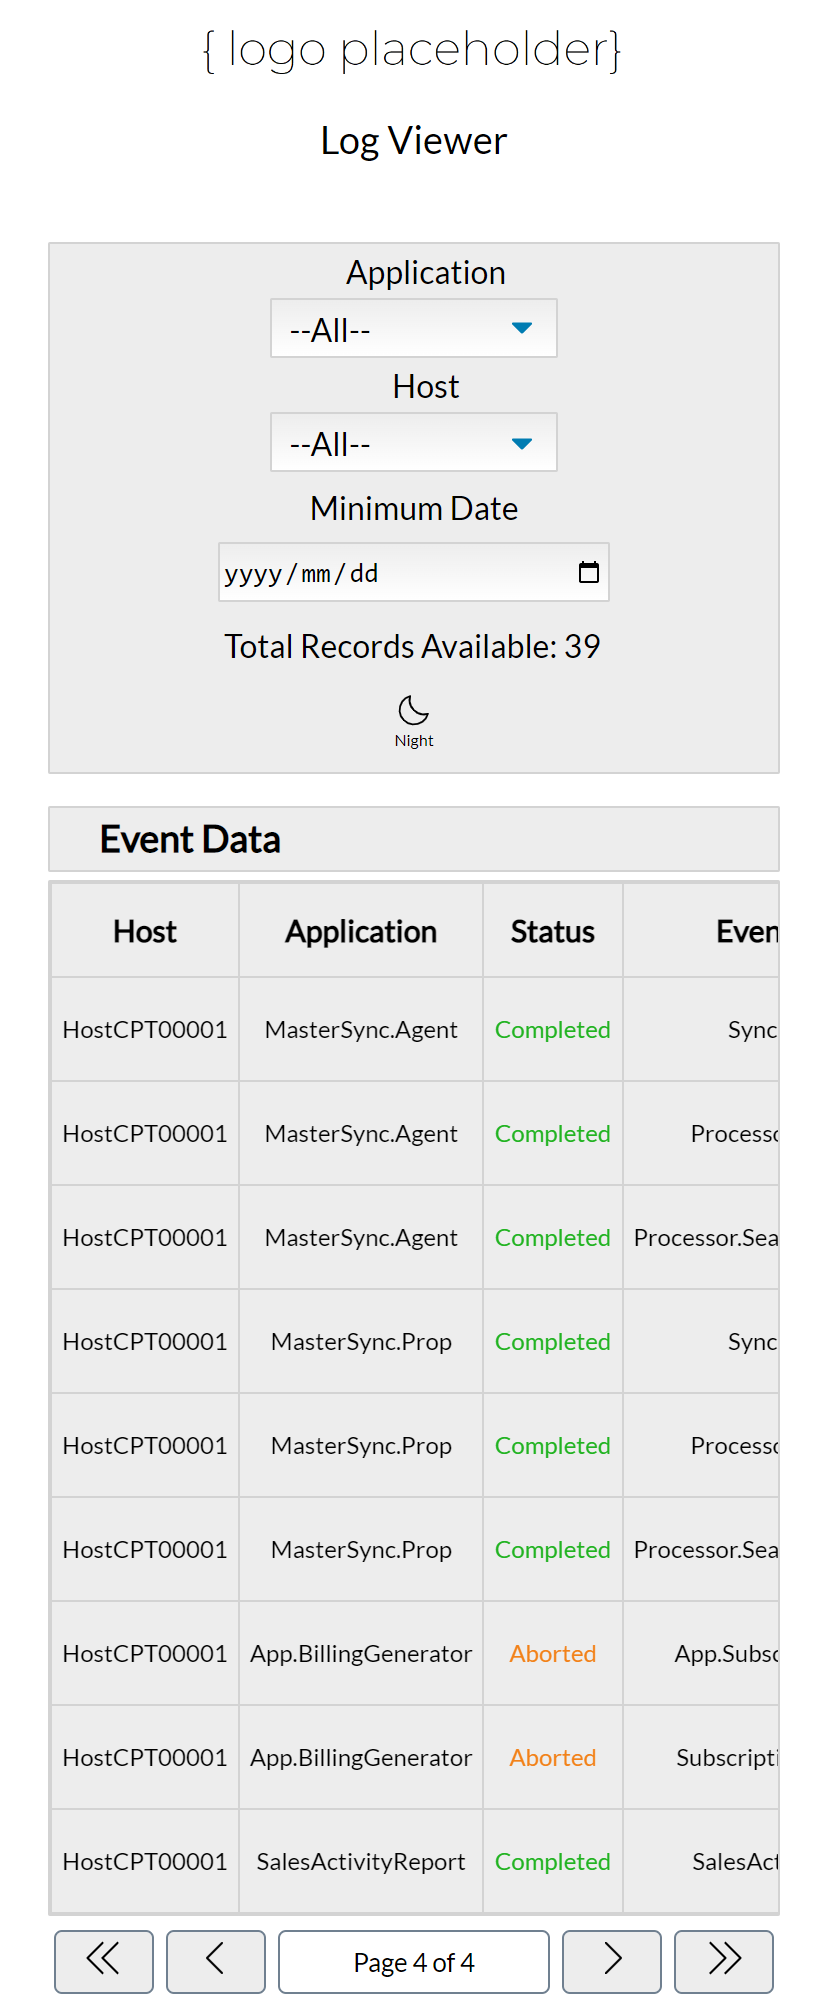 { logo placeholder}
Log Viewer
Application
--All--
Host
--All--
Minimum Date
yyyy/mm/dd
Total Records Available: 39
Night
Event Data
Host Application Status Even
HostCPT00001 MasterSync.Agent Completed Sync
HostCPT00001 MasterSync.Agent Completed Process
HostCPT00001 MasterSync.Agent Completed Processor.Sea
HostCPT00001 MasterSync.Prop Completed Sync
HostCPT00001 MasterSync.Prop Completed Process
HostCPT00001 MasterSync.Prop Completed Processor.Sea
HostCPT00001 App.BillingGenerator Aborted App.Subsc
HostCPT00001 App.BillingGenerator Aborted Subscripti
HostCPT00001 SalesActivityReport Completed SalesAct
Page 4 of 4